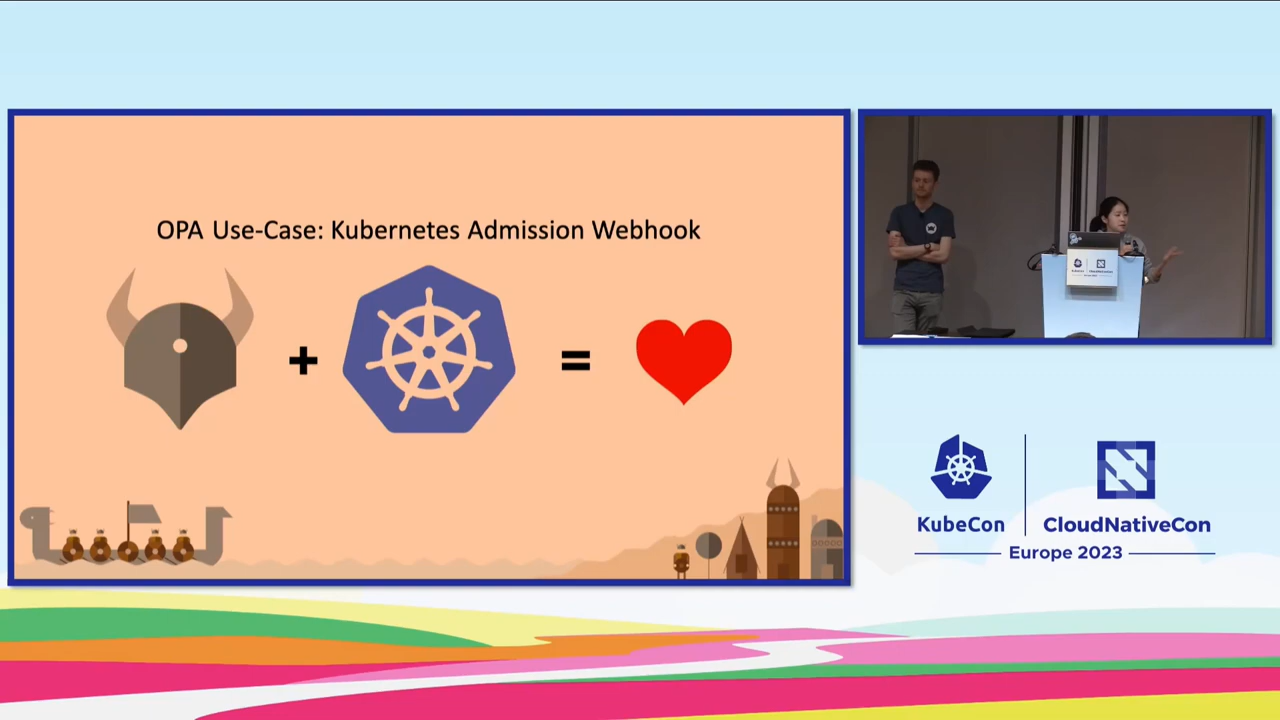 OPA Use-Case: Kubernetes Admission Webhook
+
=
KubeCon
CloudNativeCon
Europe 2023